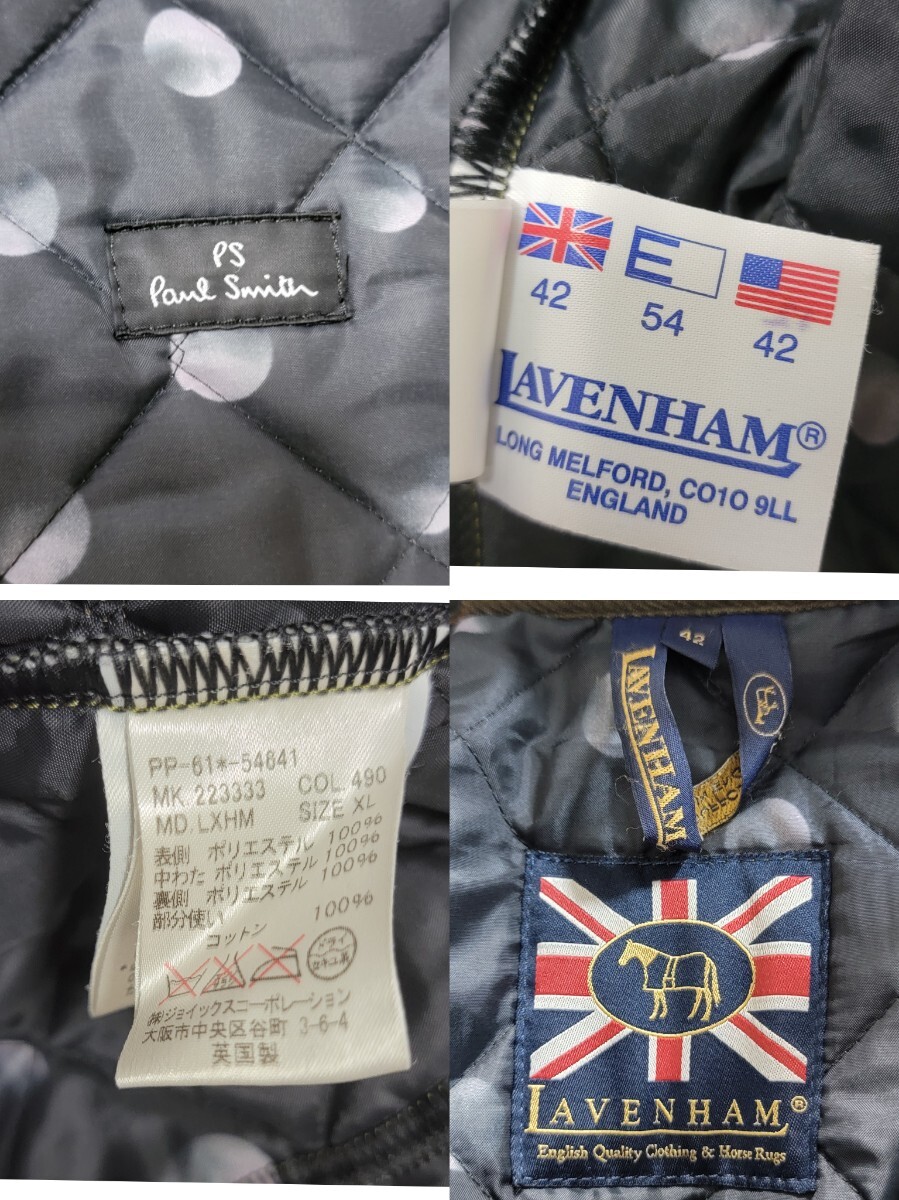 PS
Paul Smith
E
42
54
42
LAVENHAM®
LONG MELFORD, CO10 9LL
ENGLAND
PP-61*-54841
MK.223333 COL.490
MD.LXHM SIZE XL
表側 ポリエステル 100%
中わた ポリエステル 100%
裏側 ポリエステル 100%
部分使い
コットン 100%
ドライ
セキユ系
㈱ジョイックスコーポレーション
大阪市中央区谷町 3-6-4
英国製
42
LAVENHAM
LAVENHAM®
English Quality Clothing & Horse Rugs